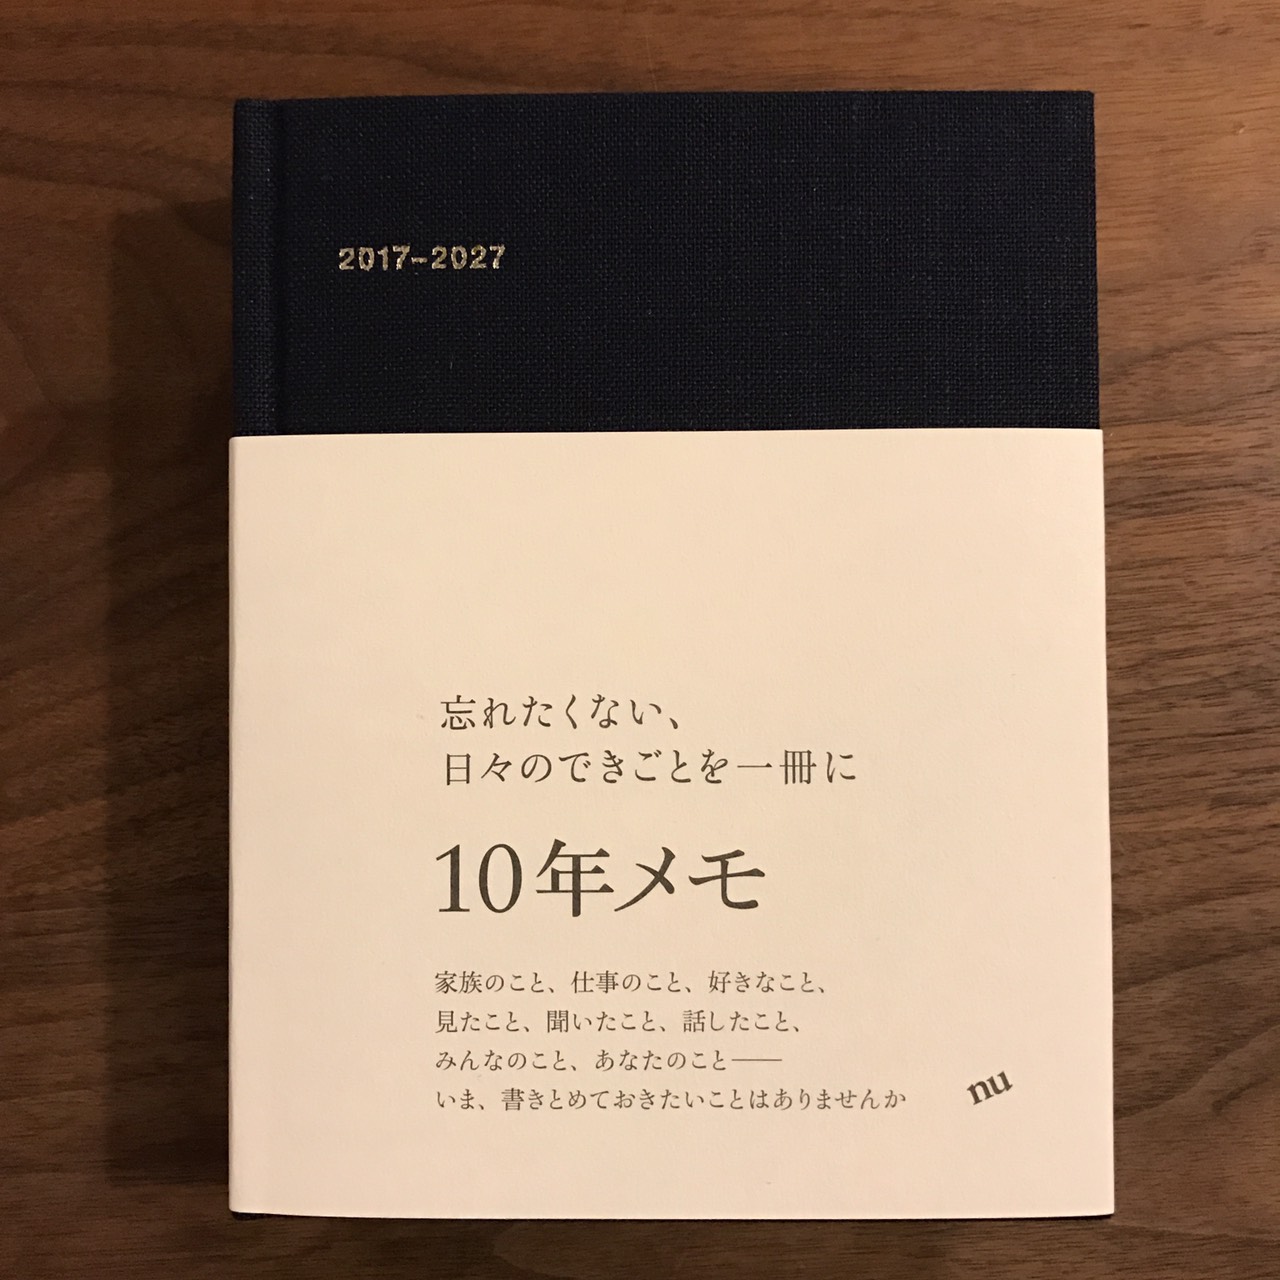 2017-2027
忘れたくない、
日々のできごとを一冊に
10年メモ
家族のこと、仕事のこと、好きなこと、
見たこと、聞いたこと、話したこと、
みんなのこと、あなたのこと――
いま、書きとめておきたいことはありませんか
nu